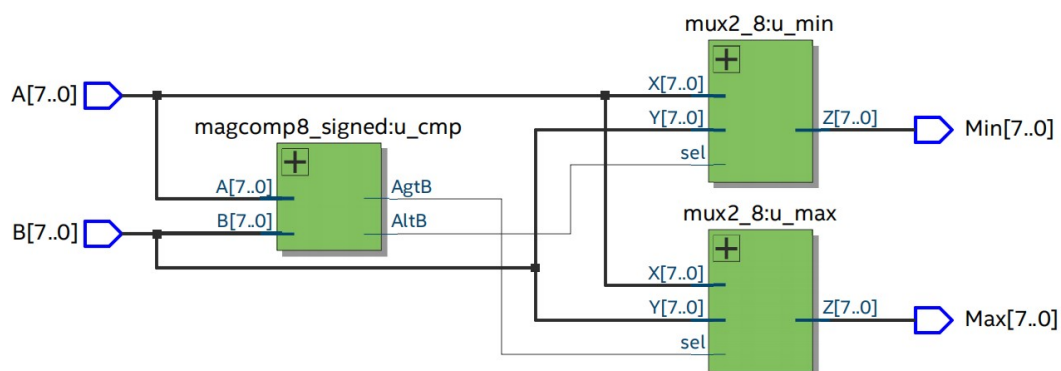 mux2_8:u_min
A[7..0]
X[7..0]
Y[7..0]
Z[7..0]
Min[7..0]
sel
magcomp8_signed:u_cmp
A[7..0]
AgtB
B[7..0]
B[7..0]
AltB
mux2_8:u_max
X[7..0]
Y[7..0]
Z[7..0]
Max[7..0]
sel